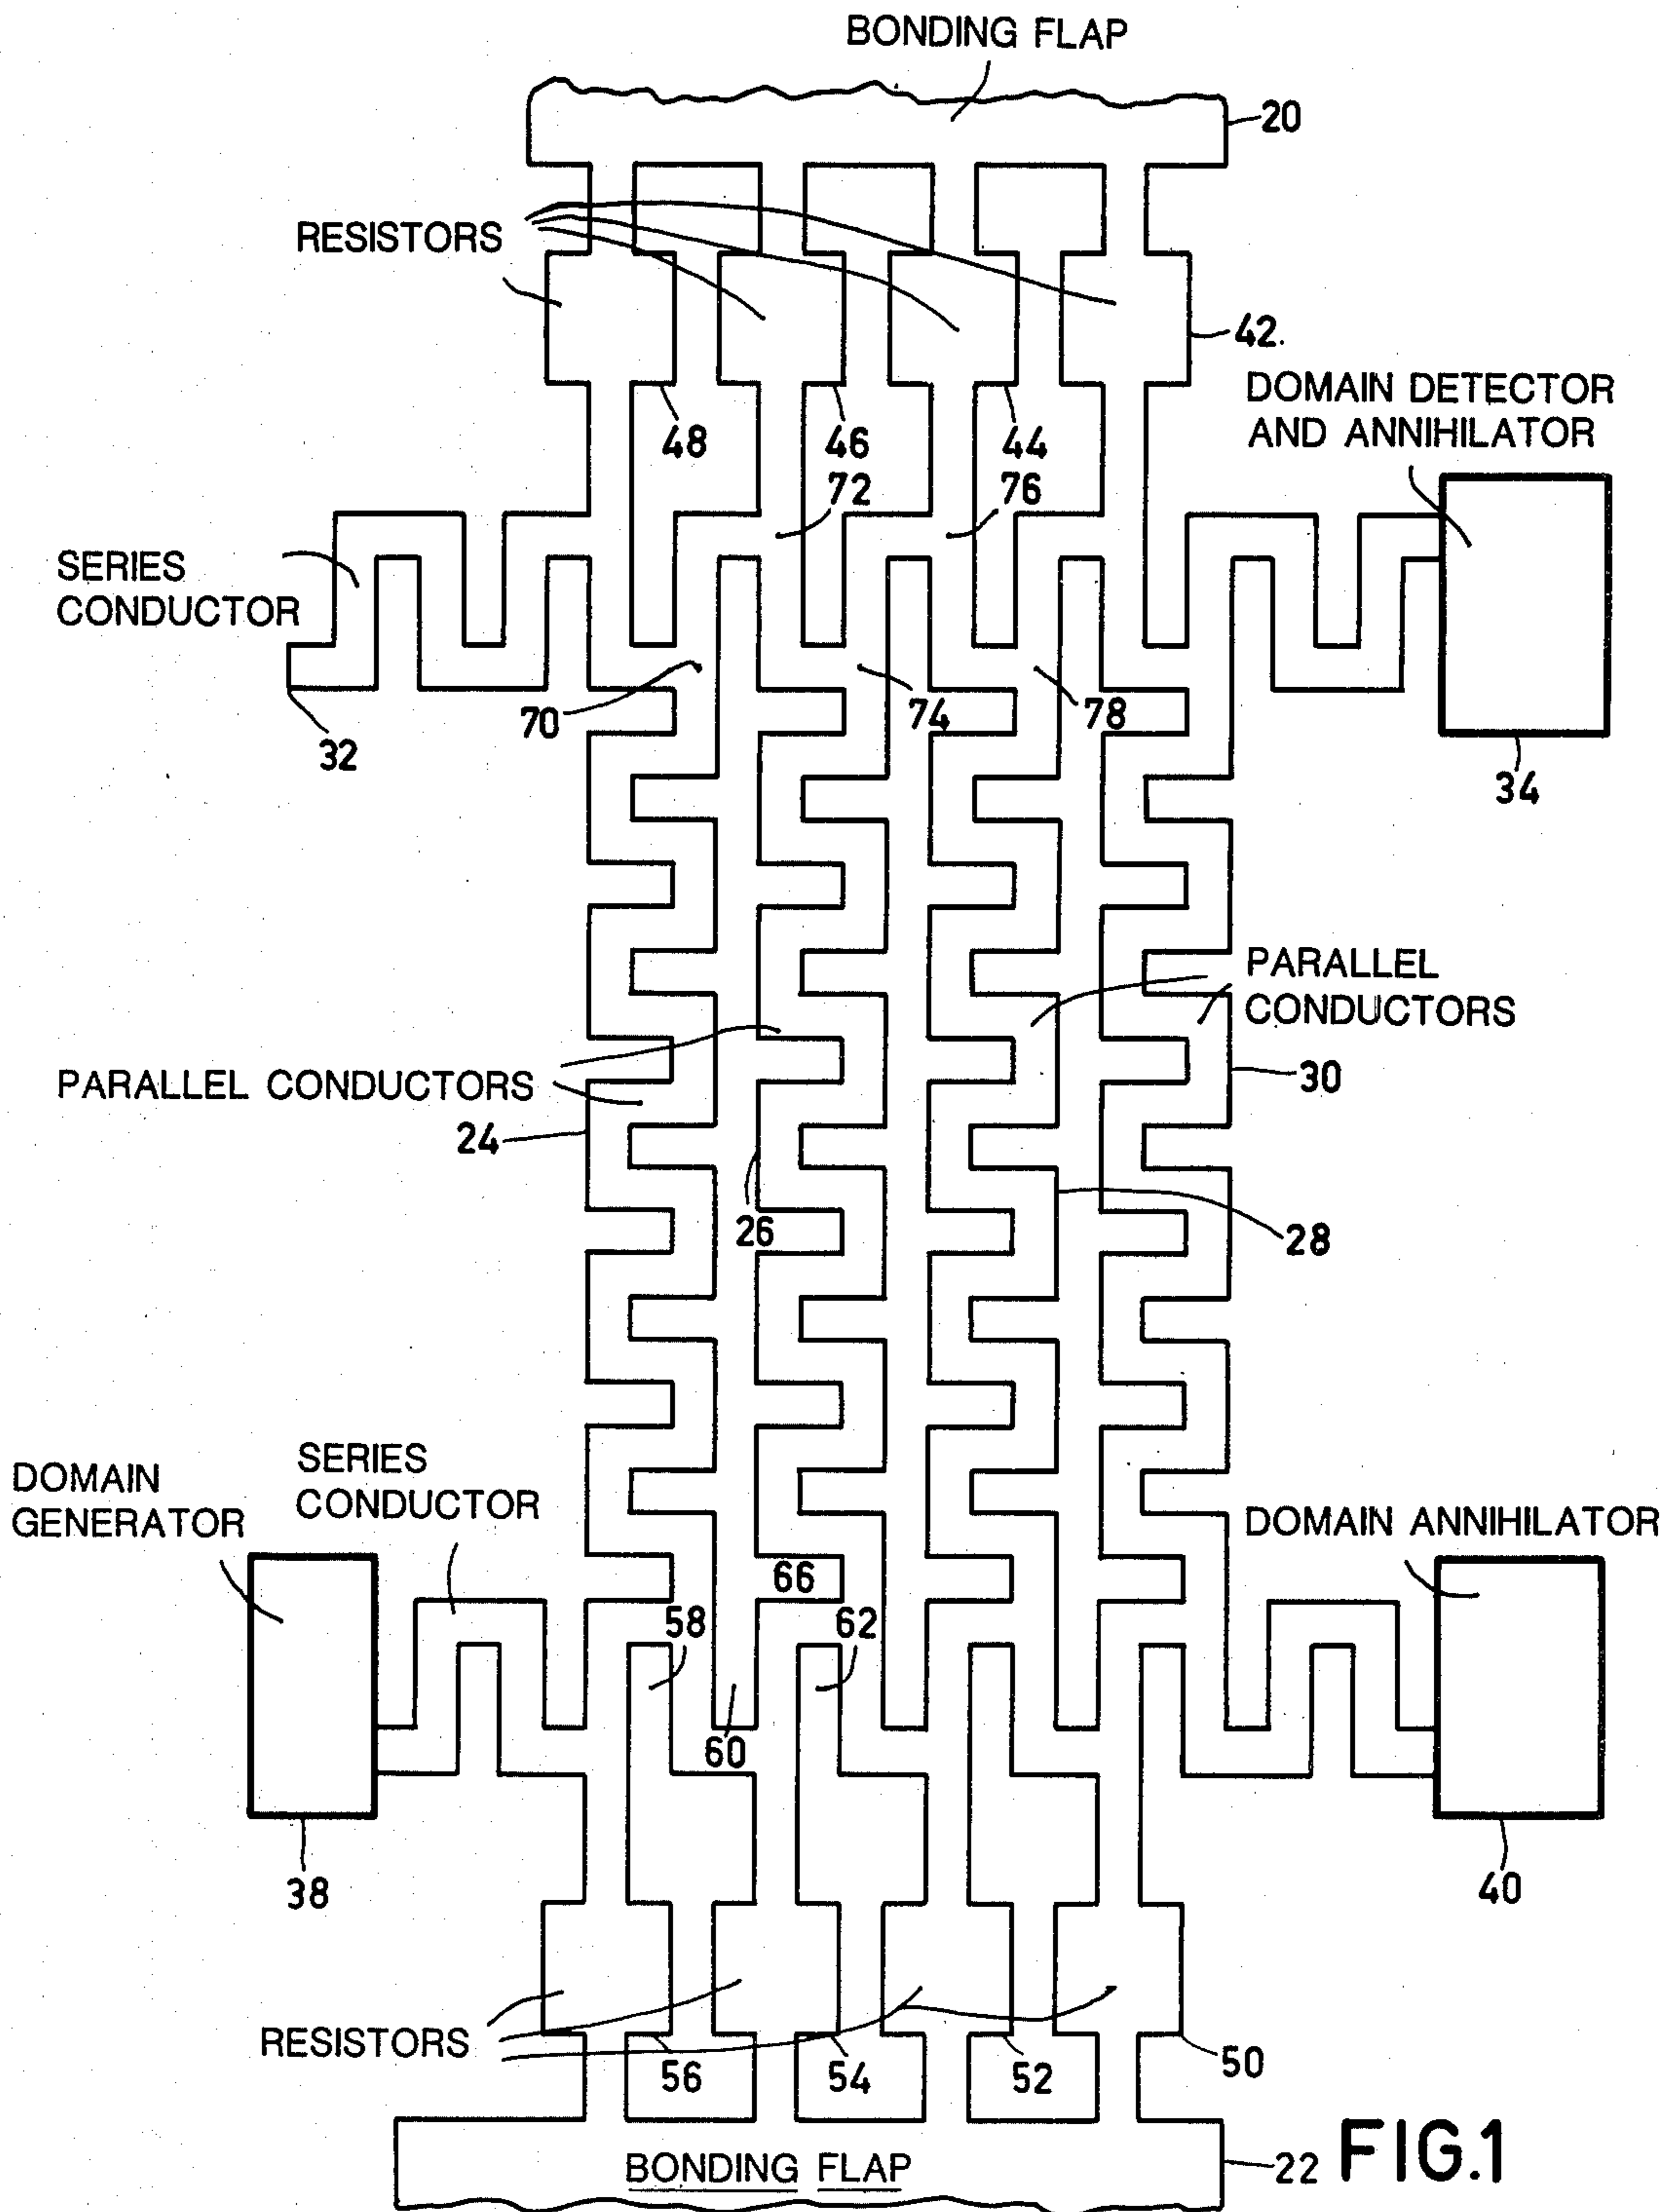 BONDING FLAP
20
RESISTORS
42.
DOMAIN DETECTOR
AND ANNIHILATOR
48
46
44
72
76
SERIES
CONDUCTOR
70
74
78
32
34
PARALLEL
CONDUCTORS
PARALLEL CONDUCTORS
30
24
26
28
SERIES
CONDUCTOR
DOMAIN
GENERATOR
DOMAIN ANNIHILATOR
66
58
62
60
38
40
RESISTORS
56
54
52
50
BONDING FLAP
22
FIG.1